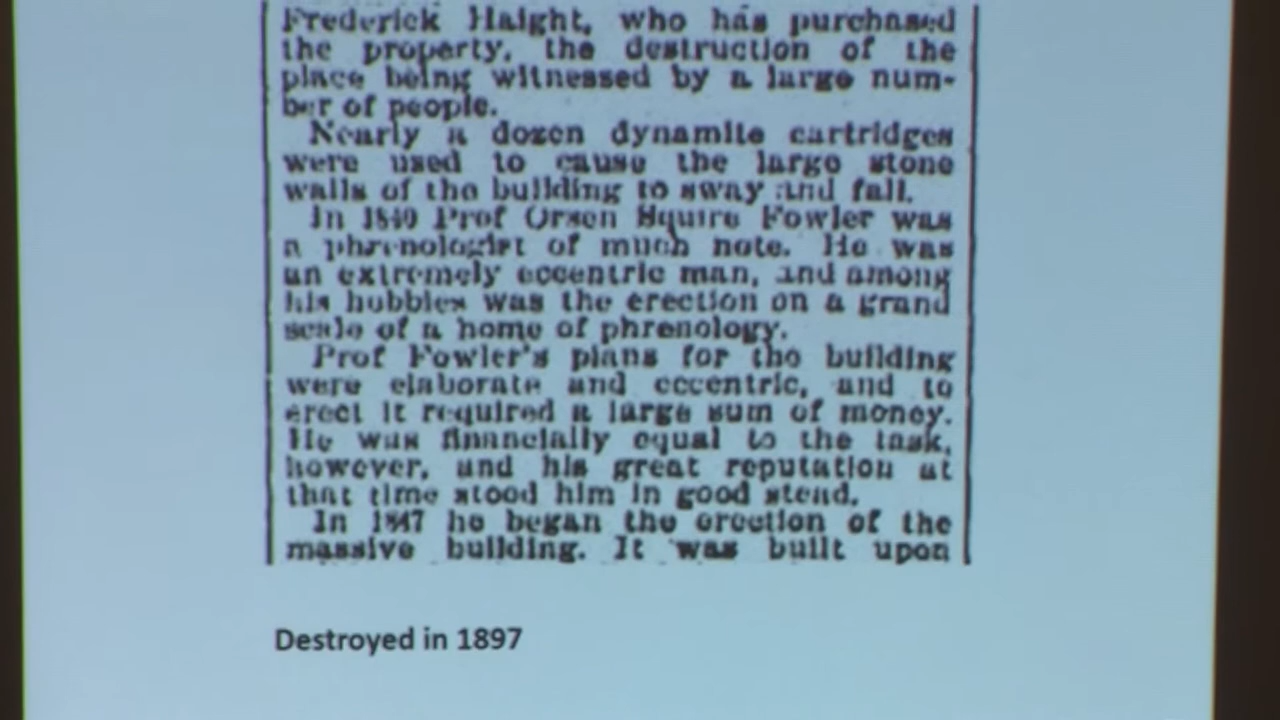 Frederick Haight, who has purchased
the property, the destruction of the
place being witnessed by a large num-
ber of people.
Nearly a dozen dynamite cartridges
were used to cause the large stone
walls of the building to sway and fall.
In 1840 Prof Orson Squire Fowler was
a phrenologist of much note. He was
an extremely eccentric man, and among
his hobbies was the erection on a grand
scale of a home of phrenology.
Prof Fowler's plans for the building
were elaborate and eccentric, and to
erect it required a large sum of money.
He was financially equal to the task,
however, and his great reputation at
that time stood him in good stead.
In 1847 he began the erection of the
massive building. It was built upon
Destroyed in 1897